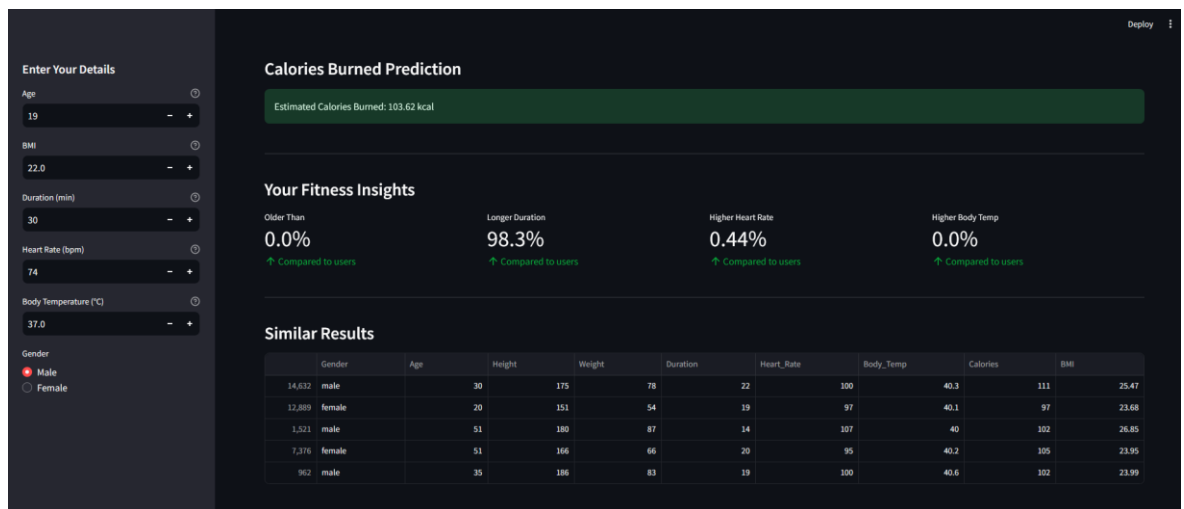 Deploy
Enter Your Details
Age
19 - +
BMI
22.0 - +
Duration (min)
30 - +
Heart Rate (bpm)
74 - +
Body Temperature (°C)
37.0 - +
Gender
Male
Female
Calories Burned Prediction
Estimated Calories Burned: 103.62 kcal
Your Fitness Insights
Older Than Longer Duration Higher Heart Rate Higher Body Temp
0.0% 98.3% 0.44% 0.0%
↑ Compared to users ↑ Compared to users ↑ Compared to users ↑ Compared to users
Similar Results
Gender Age Height Weight Duration Heart_Rate Body_Temp Calories BMI
14,632 male 30 175 78 22 100 40.3 111 25.47
12,889 female 20 151 54 19 97 40.1 97 23.68
1,521 male 51 180 87 14 107 40 102 26.85
7,376 female 51 166 66 20 95 40.2 105 23.95
962 male 35 186 83 19 100 40.6 102 23.99